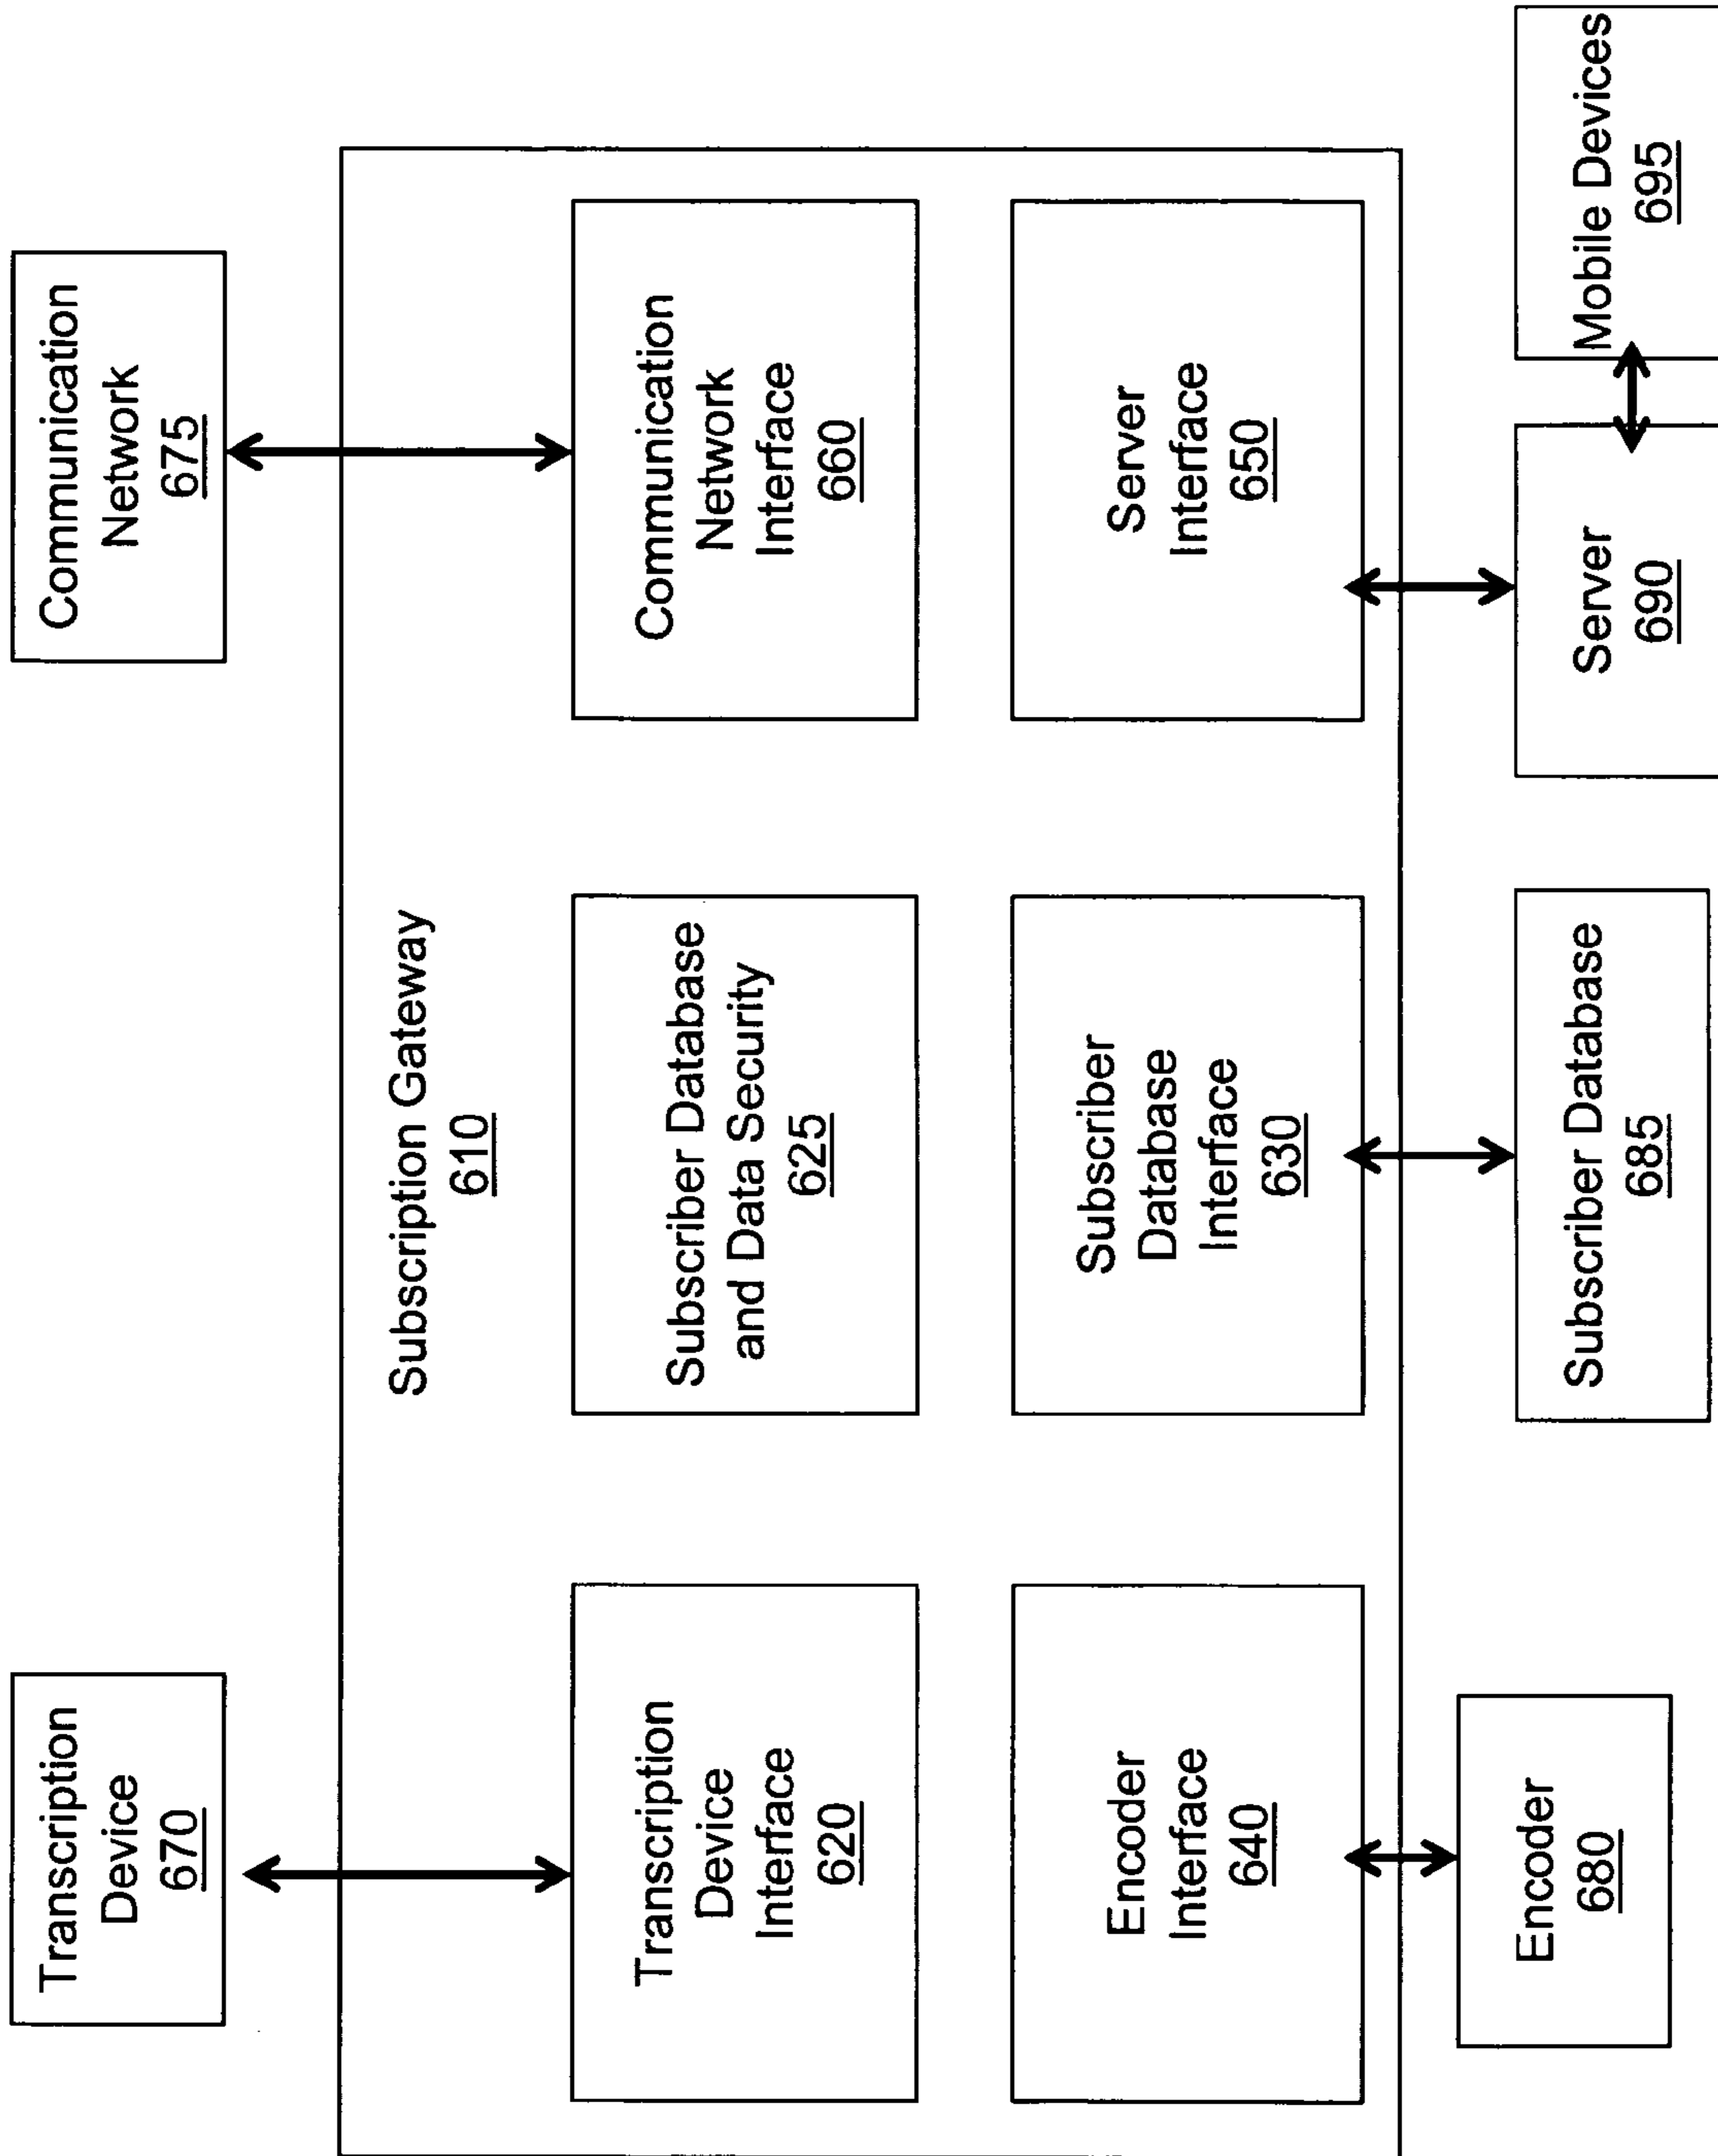 Transcription
Device
670
Communication
Network
675
Subscription Gateway
610
Transcription
Device
Interface
620
Subscriber Database
and Data Security
625
Communication
Network
Interface
660
Encoder
Interface
640
Subscriber
Database
Interface
630
Server
Interface
650
Encoder
680
Subscriber Database
685
Server
690
Mobile Devices
695